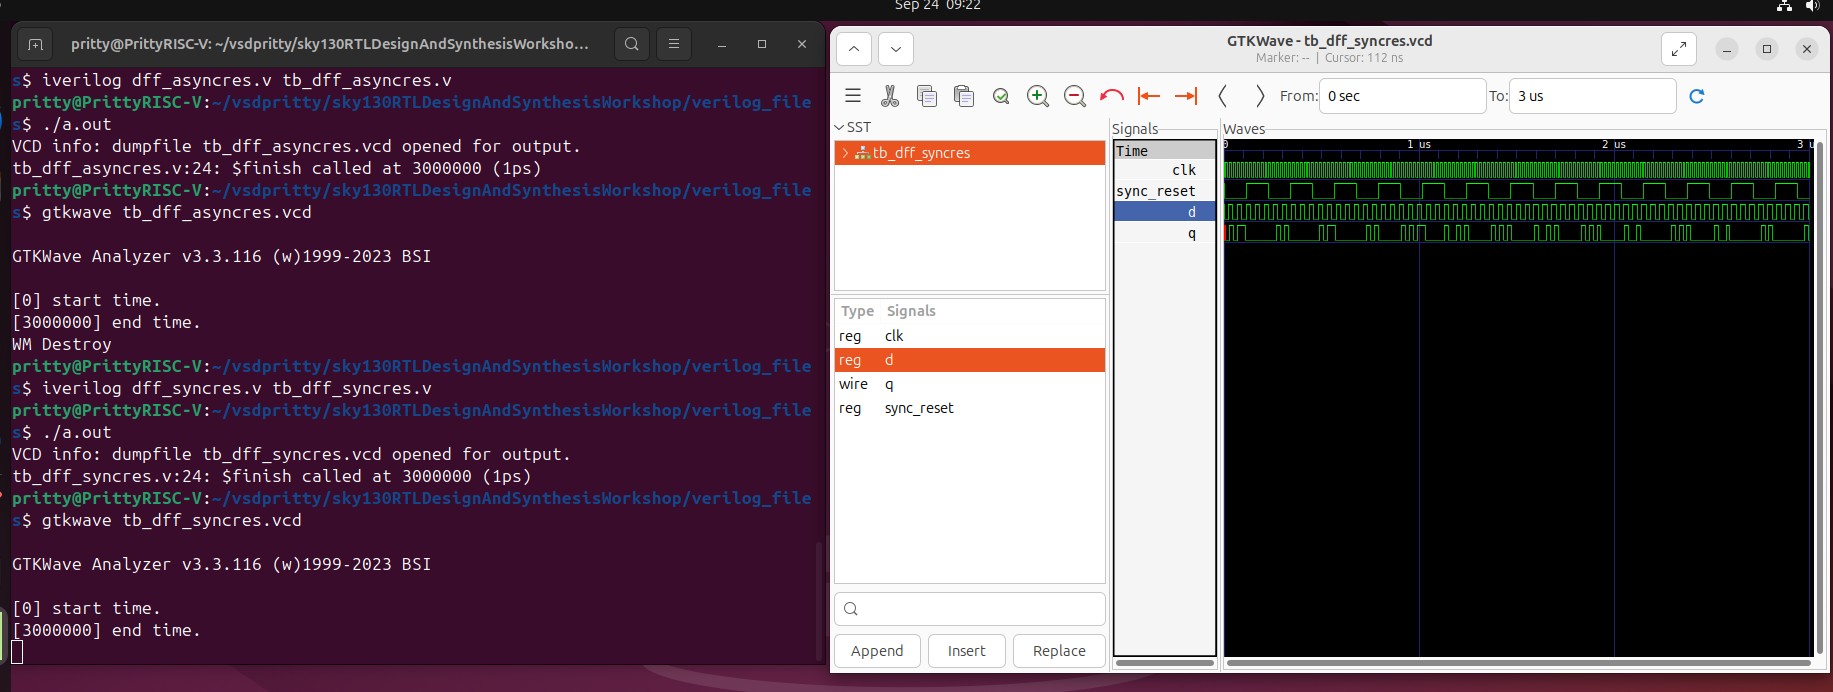 Sep 24 09:22
pritty@PrittyRISC-V: ~/vsdpritty/sky130RTLDesignAndSynthesisWorksho...
s$ iverilog dff_asyncres.v tb_dff_asyncres.v
pritty@PrittyRISC-V:~/vsdpritty/sky130RTLDesignAndSynthesisWorkshop/verilog_file
s$ ./a.out
VCD info: dumpfile tb_dff_asyncres.vcd opened for output.
tb_dff_asyncres.v:24: $finish called at 3000000 (1ps)
pritty@PrittyRISC-V:~/vsdpritty/sky130RTLDesignAndSynthesisWorkshop/verilog_file
s$ gtkwave tb_dff_asyncres.vcd
GTKWave Analyzer v3.3.116 (w)1999-2023 BSI
[0] start time.
[3000000] end time.
WM Destroy
pritty@PrittyRISC-V:~/vsdpritty/sky130RTLDesignAndSynthesisWorkshop/verilog_file
s$ iverilog dff_syncres.v tb_dff_syncres.v
pritty@PrittyRISC-V:~/vsdpritty/sky130RTLDesignAndSynthesisWorkshop/verilog_file
s$ ./a.out
VCD info: dumpfile tb_dff_syncres.vcd opened for output.
tb_dff_syncres.v:24: $finish called at 3000000 (1ps)
pritty@PrittyRISC-V:~/vsdpritty/sky130RTLDesignAndSynthesisWorkshop/verilog_file
s$ gtkwave tb_dff_syncres.vcd
GTKWave Analyzer v3.3.116 (w)1999-2023 BSI
[0] start time.
[3000000] end time.
GTKWave - tb_dff_syncres.vcd
Marker: -- | Cursor: 112 ns
From: 0 sec To: 3 us
SST
tb_dff_syncres
Type Signals
reg clk
reg d
wire q
reg sync_reset
Append Insert Replace
Signals
Time
clk
sync_reset
d
q
Waves
0 1 us 2 us 3 u